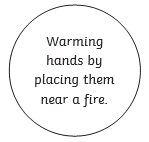 Warming
hands by
placing them
near a fire.